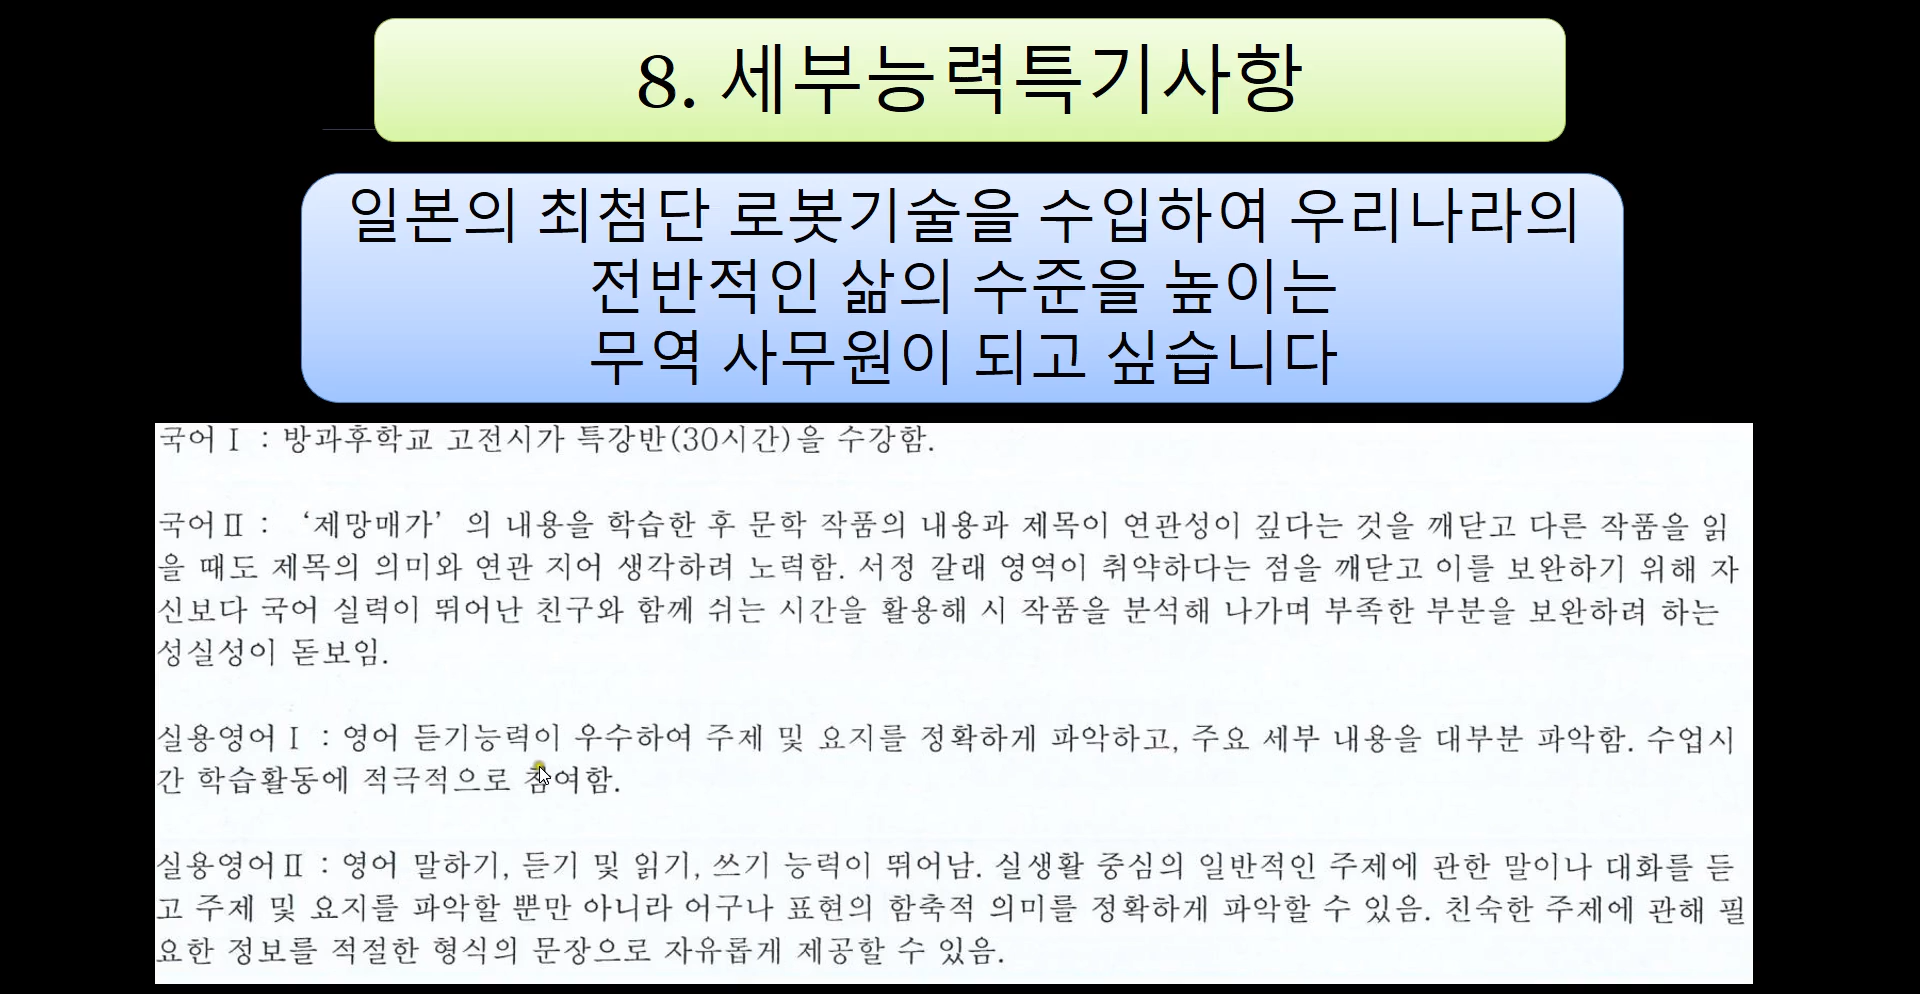 8. 세부능력특기사항
일본의 최첨단 로봇기술을 수입하여 우리나라의
전반적인 삶의 수준을 높이는
무역 사무원이 되고 싶습니다
국어Ⅰ : 방과후학교 고전시가 특강반(30시간)을 수강함.
국어Ⅱ : ‘제망매가’의 내용을 학습한 후 문학 작품의 내용과 제목이 연관성이 깊다는 것을 깨닫고 다른 작품을 읽
을 때도 제목의 의미와 연관 지어 생각하려 노력함. 서정 갈래 영역이 취약하다는 점을 깨닫고 이를 보완하기 위해 자
신보다 국어 실력이 뛰어난 친구와 함께 쉬는 시간을 활용해 시 작품을 분석해 나가며 부족한 부분을 보완하려 하는
성실성이 돋보임.
실용영어Ⅰ : 영어 듣기능력이 우수하여 주제 및 요지를 정확하게 파악하고, 주요 세부 내용을 대부분 파악함. 수업시
간 학습활동에 적극적으로 참여함.
실용영어Ⅱ : 영어 말하기, 듣기 및 읽기, 쓰기 능력이 뛰어남. 실생활 중심의 일반적인 주제에 관한 말이나 대화를 듣
고 주제 및 요지를 파악할 뿐만 아니라 어구나 표현의 함축적 의미를 정확하게 파악할 수 있음. 친숙한 주제에 관해 필
요한 정보를 적절한 형식의 문장으로 자유롭게 제공할 수 있음.